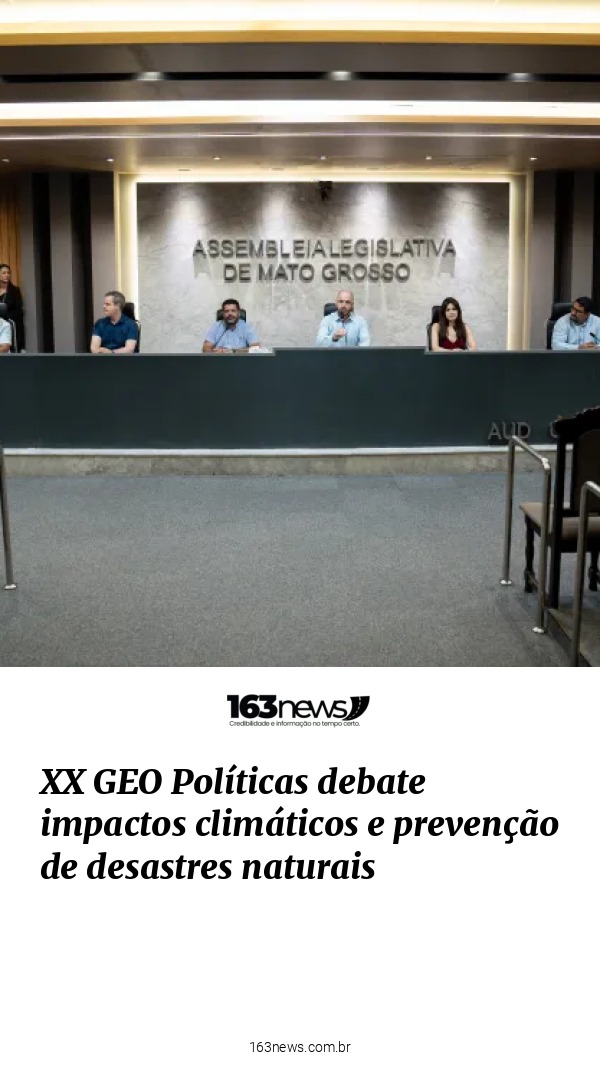 ASSEMBLEIA LEGISLATIVA
DE MATO GROSSO
AUD
163news
Credibilidade e informação no tempo certo.
XX GEO Políticas debate
impactos climáticos e prevenção
de desastres naturais
163news.com.br